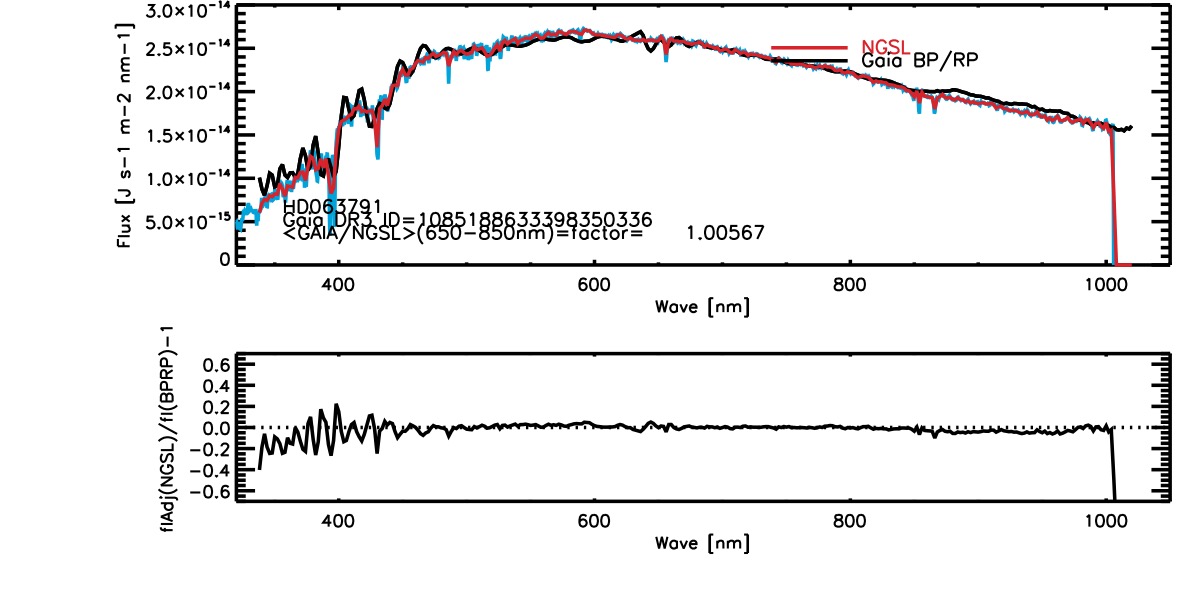 3.0×10⁻¹⁴
2.5×10⁻¹⁴
2.0×10⁻¹⁴
1.5×10⁻¹⁴
1.0×10⁻¹⁴
5.0×10⁻¹⁵
0
Flux [J s−1 m−2 nm−1]
NGSL
Gaia BP/RP
HD063791
Gaia DR3 ID=1085188633398350336
<GAIA/NGSL>(650−850nm)=factor= 1.00567
400 600 800 1000
Wave [nm]
flAdj(NGSL)/fl(BPRP)−1
0.6
0.4
0.2
0.0
−0.2
−0.4
−0.6
400 600 800 1000
Wave [nm]